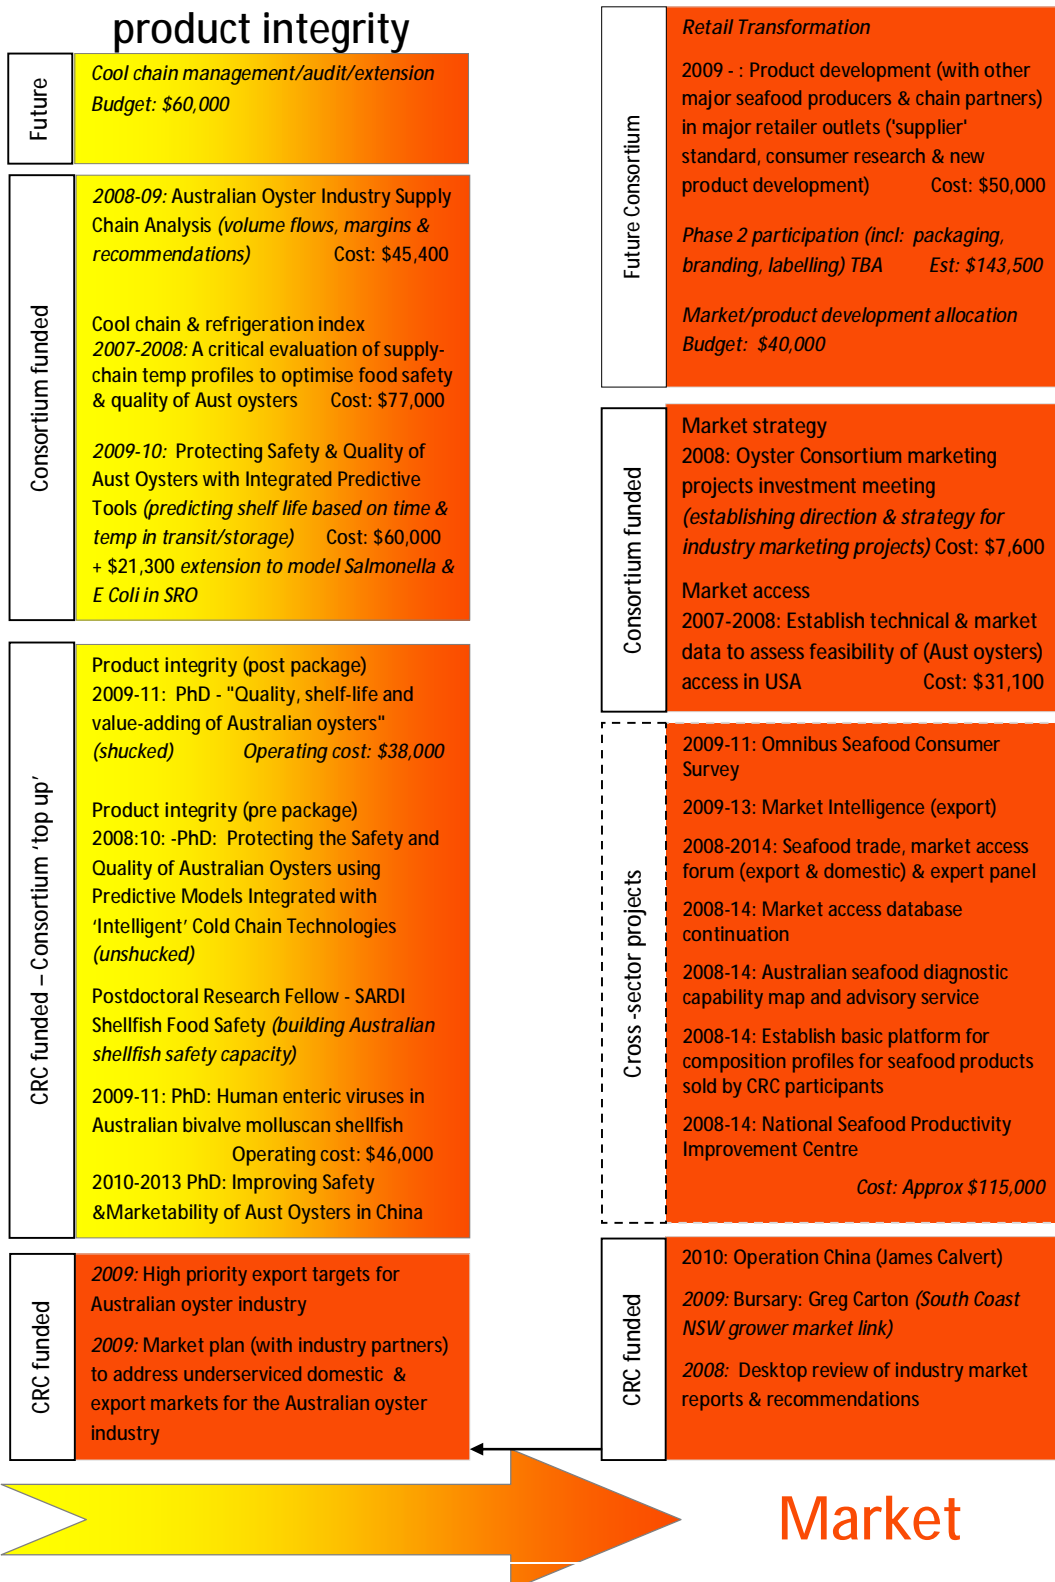 product integrity
Future
Cool chain management/audit/extension
Budget: $60,000
Consortium funded
2008-09: Australian Oyster Industry Supply
Chain Analysis (volume flows, margins &
recommendations) Cost: $45,400
Cool chain & refrigeration index
2007-2008: A critical evaluation of supply-
chain temp profiles to optimise food safety
& quality of Aust oysters Cost: $77,000
2009-10: Protecting Safety & Quality of
Aust Oysters with Integrated Predictive
Tools (predicting shelf life based on time &
temp in transit/storage) Cost: $60,000
+ $21,300 extension to model Salmonella &
E Coli in SRO
CRC funded – Consortium ‘top up’
Product integrity (post package)
2009-11: PhD - "Quality, shelf-life and
value-adding of Australian oysters"
(shucked) Operating cost: $38,000
Product integrity (pre package)
2008:10: -PhD: Protecting the Safety and
Quality of Australian Oysters using
Predictive Models Integrated with
‘Intelligent’ Cold Chain Technologies
(unshucked)
Postdoctoral Research Fellow - SARDI
Shellfish Food Safety (building Australian
shellfish safety capacity)
2009-11: PhD: Human enteric viruses in
Australian bivalve molluscan shellfish
Operating cost: $46,000
2010-2013 PhD: Improving Safety
&Marketability of Aust Oysters in China
CRC funded
2009: High priority export targets for
Australian oyster industry
2009: Market plan (with industry partners)
to address underserviced domestic &
export markets for the Australian oyster
industry
Future Consortium
Retail Transformation
2009 - : Product development (with other
major seafood producers & chain partners)
in major retailer outlets ('supplier'
standard, consumer research & new
product development) Cost: $50,000
Phase 2 participation (incl: packaging,
branding, labelling) TBA Est: $143,500
Market/product development allocation
Budget: $40,000
Consortium funded
Market strategy
2008: Oyster Consortium marketing
projects investment meeting
(establishing direction & strategy for
industry marketing projects) Cost: $7,600
Market access
2007-2008: Establish technical & market
data to assess feasibility of (Aust oysters)
access in USA Cost: $31,100
Cross -sector projects
2009-11: Omnibus Seafood Consumer
Survey
2009-13: Market Intelligence (export)
2008-2014: Seafood trade, market access
forum (export & domestic) & expert panel
2008-14: Market access database
continuation
2008-14: Australian seafood diagnostic
capability map and advisory service
2008-14: Establish basic platform for
composition profiles for seafood products
sold by CRC participants
2008-14: National Seafood Productivity
Improvement Centre
Cost: Approx $115,000
CRC funded
2010: Operation China (James Calvert)
2009: Bursary: Greg Carton (South Coast
NSW grower market link)
2008: Desktop review of industry market
reports & recommendations
Market